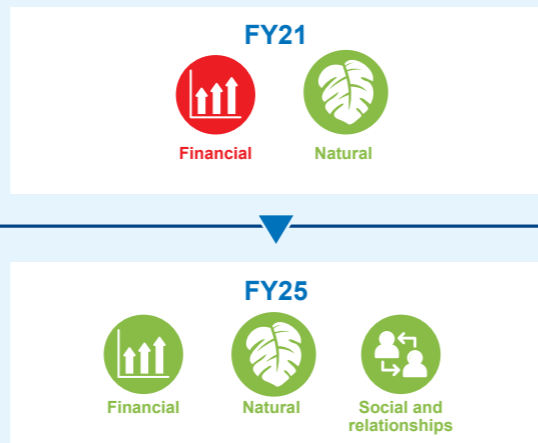 FY21
Financial
Natural
FY25
Financial
Natural
Social and
relationships